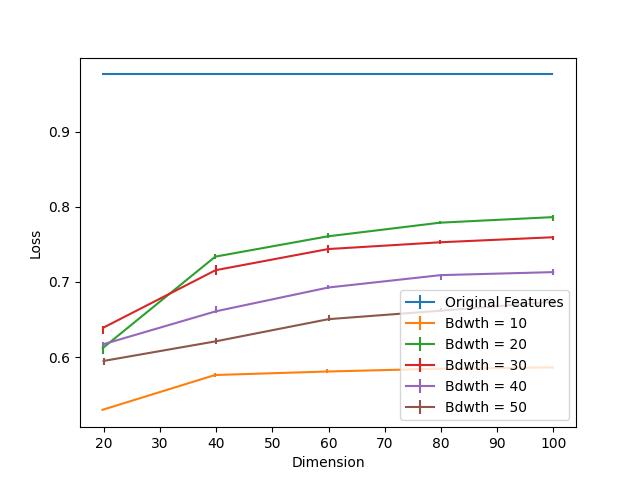 0.9
0.8
0.7
0.6
Loss
20 30 40 50 60 70 80 90 100
Dimension
Original Features
Bdwth = 10
Bdwth = 20
Bdwth = 30
Bdwth = 40
Bdwth = 50